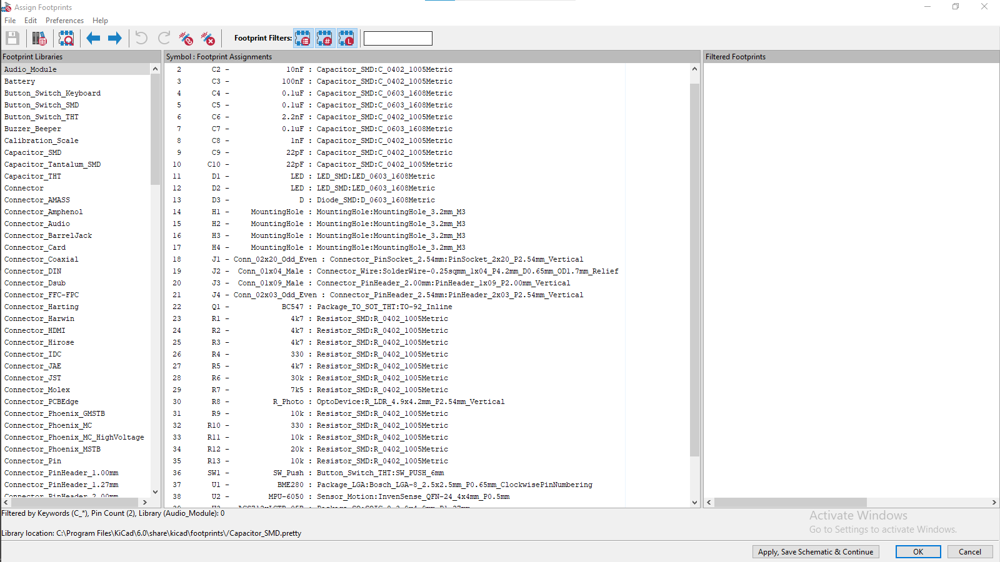 Assign Footprints
File Edit Preferences Help
Footprint Filters:
Footprint Libraries
Audio_Module
Battery
Button_Switch_Keyboard
Button_Switch_SMD
Button_Switch_THT
Buzzer_Beeper
Calibration_Scale
Capacitor_SMD
Capacitor_Tantalum_SMD
Capacitor_THT
Connector
Connector_AMASS
Connector_Amphenol
Connector_Audio
Connector_BarrelJack
Connector_Card
Connector_Coaxial
Connector_DIN
Connector_Dsub
Connector_FFC-FPC
Connector_Harting
Connector_Harwin
Connector_HDMI
Connector_Hirose
Connector_IDC
Connector_JAE
Connector_JST
Connector_Molex
Connector_PCBEdge
Connector_Phoenix_GMSTB
Connector_Phoenix_MC
Connector_Phoenix_MC_HighVoltage
Connector_Phoenix_MSTB
Connector_Pin
Connector_PinHeader_1.00mm
Connector_PinHeader_1.27mm
Connector_PinHeader_2.00mm
Symbol : Footprint Assignments
2 C2 - 10nF : Capacitor_SMD:C_0402_1005Metric
3 C3 - 100nF : Capacitor_SMD:C_0402_1005Metric
4 C4 - 0.1uF : Capacitor_SMD:C_0603_1608Metric
5 C5 - 0.1uF : Capacitor_SMD:C_0603_1608Metric
6 C6 - 2.2nF : Capacitor_SMD:C_0402_1005Metric
7 C7 - 0.1uF : Capacitor_SMD:C_0603_1608Metric
8 C8 - 1nF : Capacitor_SMD:C_0402_1005Metric
9 C9 - 22pF : Capacitor_SMD:C_0402_1005Metric
10 C10 - 22pF : Capacitor_SMD:C_0402_1005Metric
11 D1 - LED : LED_SMD:LED_0603_1608Metric
12 D2 - LED : LED_SMD:LED_0603_1608Metric
13 D3 - D : Diode_SMD:D_0603_1608Metric
14 H1 - MountingHole : MountingHole:MountingHole_3.2mm_M3
15 H2 - MountingHole : MountingHole:MountingHole_3.2mm_M3
16 H3 - MountingHole : MountingHole:MountingHole_3.2mm_M3
17 H4 - MountingHole : MountingHole:MountingHole_3.2mm_M3
18 J1 - Conn_02x20_Odd_Even : Connector_PinSocket_2.54mm:PinSocket_2x20_P2.54mm_Vertical
19 J2 - Conn_01x04_Male : Connector_Wire:SolderWire-0.25sqmm_1x04_P4.2mm_D0.65mm_OD1.7mm_Relief
20 J3 - Conn_01x09_Male : Connector_PinHeader_2.00mm:PinHeader_1x09_P2.00mm_Vertical
21 J4 - Conn_02x03_Odd_Even : Connector_PinHeader_2.54mm:PinHeader_2x03_P2.54mm_Vertical
22 Q1 - BC547 : Package_TO_SOT_THT:TO-92_Inline
23 R1 - 4k7 : Resistor_SMD:R_0402_1005Metric
24 R2 - 4k7 : Resistor_SMD:R_0402_1005Metric
25 R3 - 4k7 : Resistor_SMD:R_0402_1005Metric
26 R4 - 330 : Resistor_SMD:R_0402_1005Metric
27 R5 - 4k7 : Resistor_SMD:R_0402_1005Metric
28 R6 - 30k : Resistor_SMD:R_0402_1005Metric
29 R7 - 7k5 : Resistor_SMD:R_0402_1005Metric
30 R8 - R_Photo : OptoDevice:R_LDR_4.9x4.2mm_P2.54mm_Vertical
31 R9 - 10k : Resistor_SMD:R_0402_1005Metric
32 R10 - 330 : Resistor_SMD:R_0402_1005Metric
33 R11 - 10k : Resistor_SMD:R_0402_1005Metric
34 R12 - 20k : Resistor_SMD:R_0402_1005Metric
35 R13 - 10k : Resistor_SMD:R_0402_1005Metric
36 SW1 - SW_Push : Button_Switch_THT:SW_PUSH_6mm
37 U1 - BME280 : Package_LGA:Bosch_LGA-8_2.5x2.5mm_P0.65mm_ClockwisePinNumbering
38 U2 - MPU-6050 : Sensor_Motion:InvenSense_QFN-24_4x4mm_P0.5mm
Filtered Footprints
Filtered by Keywords (C_*), Pin Count (2), Library (Audio_Module): 0
Library location: C:\Program Files\KiCad\6.0\share\kicad\footprints\/Capacitor_SMD.pretty
Activate Windows
Go to Settings to activate Windows.
Apply, Save Schematic & Continue
OK
Cancel